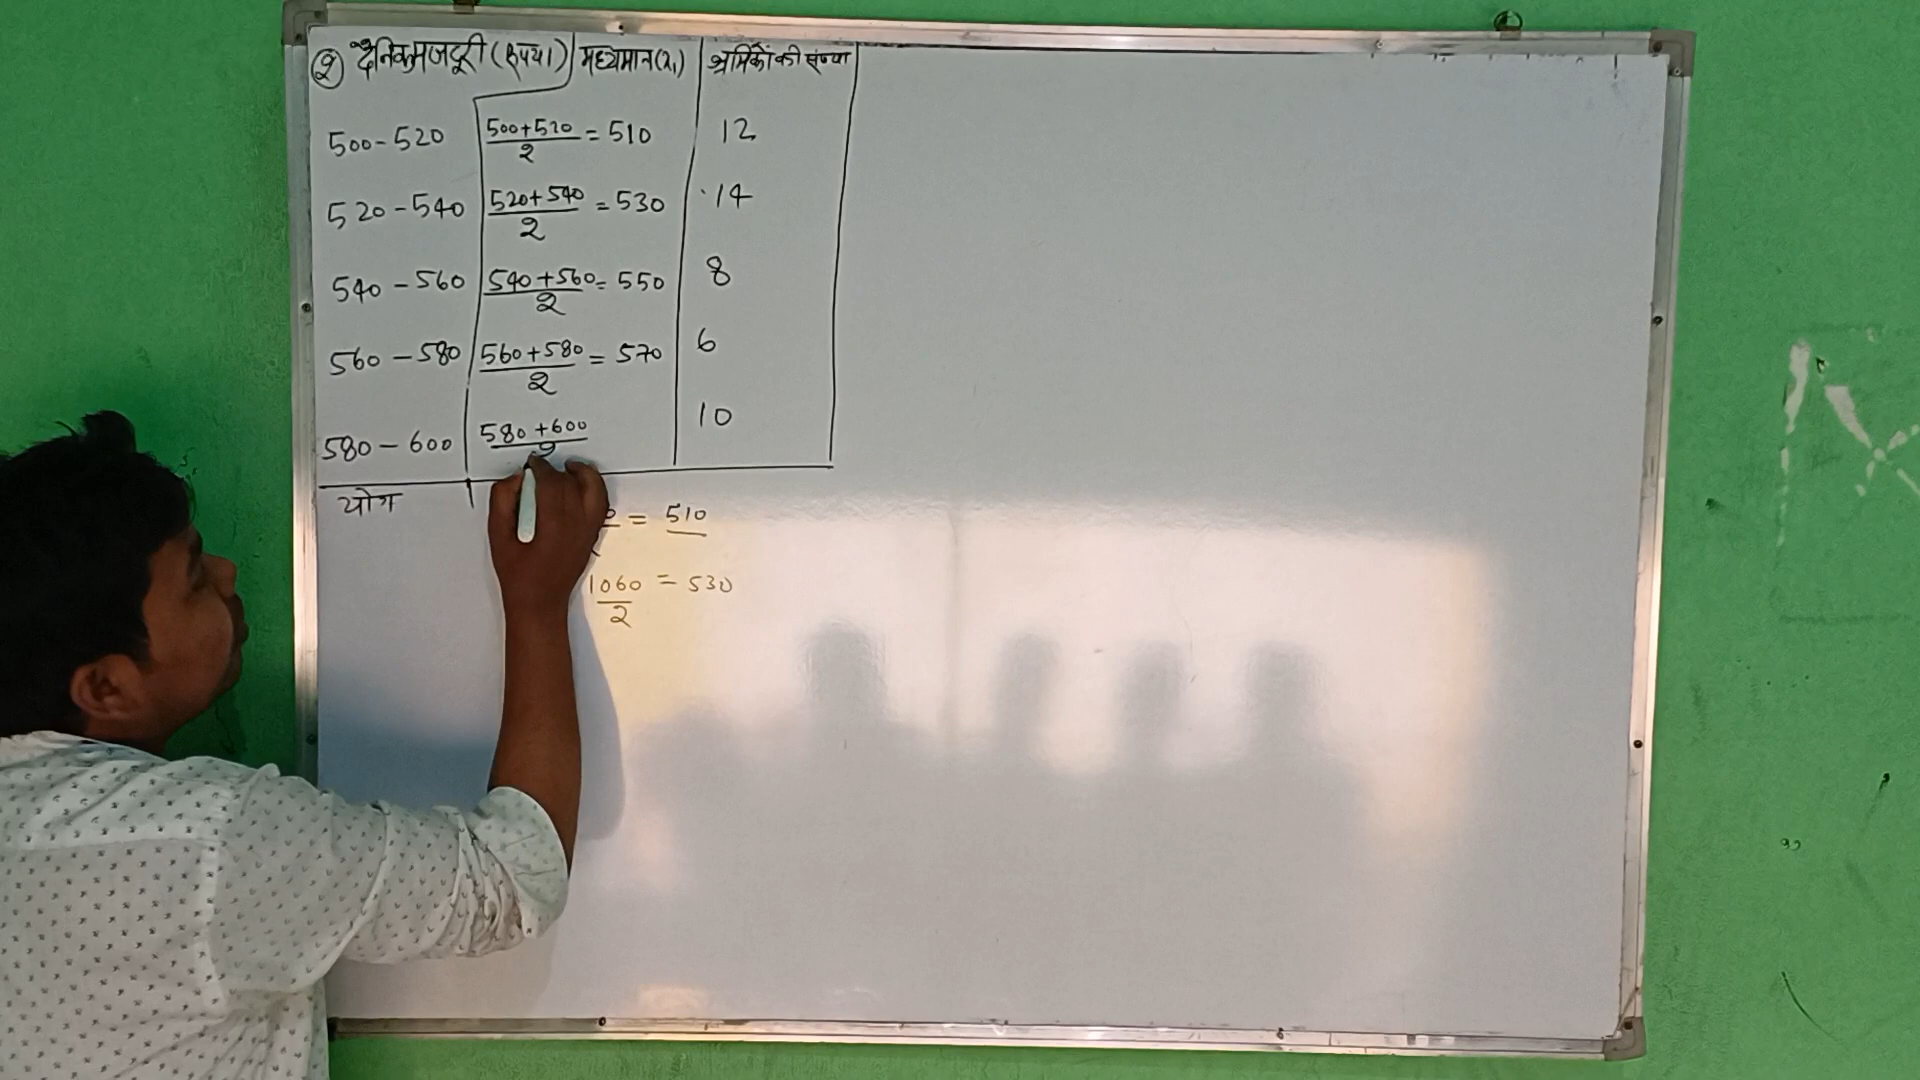 ② दैनिक मजदूरी (रुपया) मध्यमान (x₁) श्रमिकों की संख्या
500-520 500+520/2 = 510 12
520-540 520+540/2 = 530 14
540-560 540+560/2 = 550 8
560-580 560+580/2 = 570 6
580-600 580+600/2 10
योग
= 510
1060/2 = 530